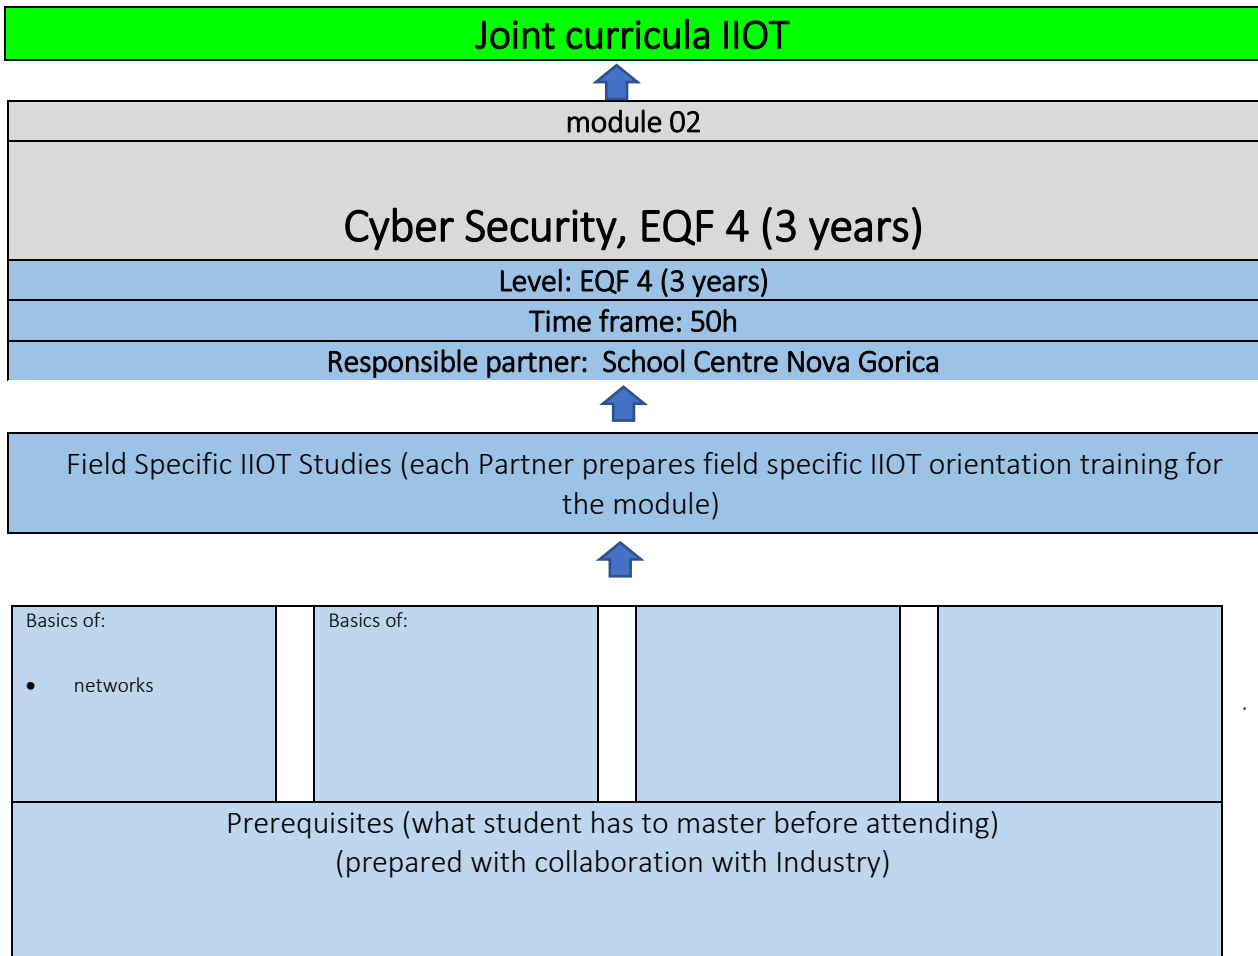 Joint curricula IIOT
module 02
Cyber Security, EQF 4 (3 years)
Level: EQF 4 (3 years)
Time frame: 50h
Responsible partner:  School Centre Nova Gorica
Field Specific IIOT Studies (each Partner prepares field specific IIOT orientation training for
the module)
Basics of:
• networks
Basics of:
.
Prerequisites (what student has to master before attending)
(prepared with collaboration with Industry)